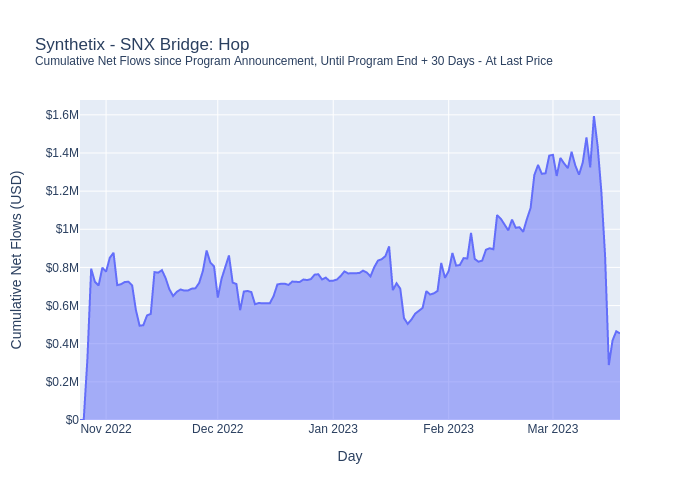 Synthetix - SNX Bridge: Hop
Cumulative Net Flows since Program Announcement, Until Program End + 30 Days - At Last Price
Cumulative Net Flows (USD)
$1.6M
$1.4M
$1.2M
$1M
$0.8M
$0.6M
$0.4M
$0.2M
$0
Nov 2022 Dec 2022 Jan 2023 Feb 2023 Mar 2023
Day